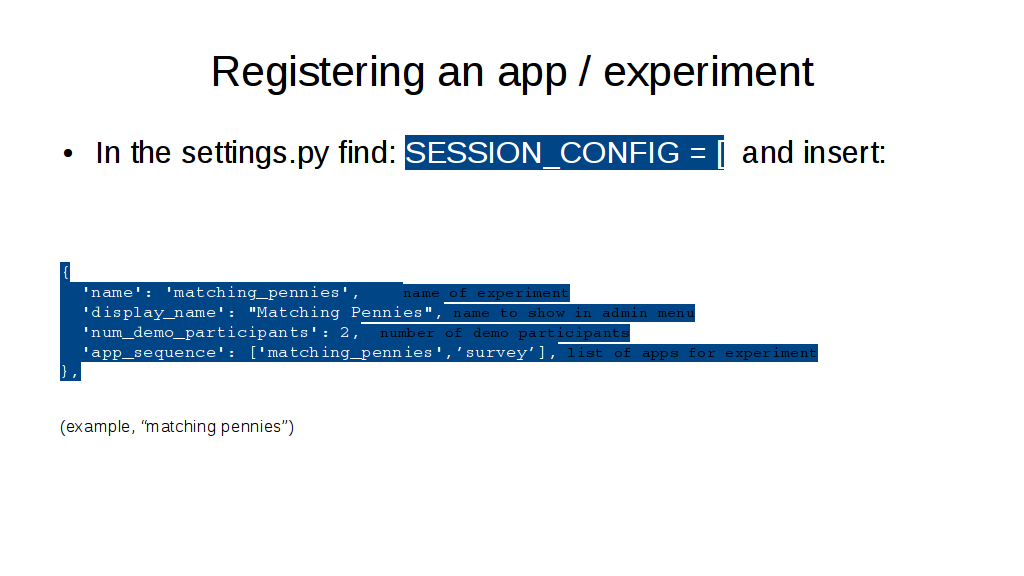 Registering an app / experiment
• In the settings.py find: SESSION_CONFIG = [ and insert:
{
'name': 'matching_pennies', name of experiment
'display_name': "Matching Pennies", name to show in admin menu
'num_demo_participants': 2, number of demo participants
'app_sequence': ['matching_pennies',’survey’], list of apps for experiment
},
(example, “matching pennies”)